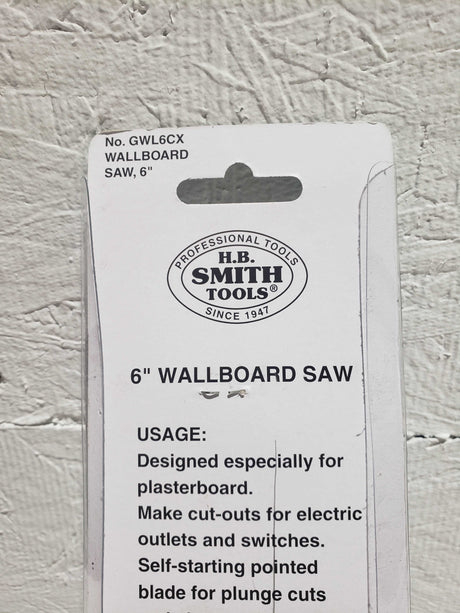 No. GWL6CX
WALLBOARD
SAW, 6"
PROFESSIONAL TOOLS
H.B.
SMITH
TOOLS®
SINCE 1947
6" WALLBOARD SAW
USAGE:
Designed especially for
plasterboard.
Make cut-outs for electric
outlets and switches.
Self-starting pointed
blade for plunge cuts